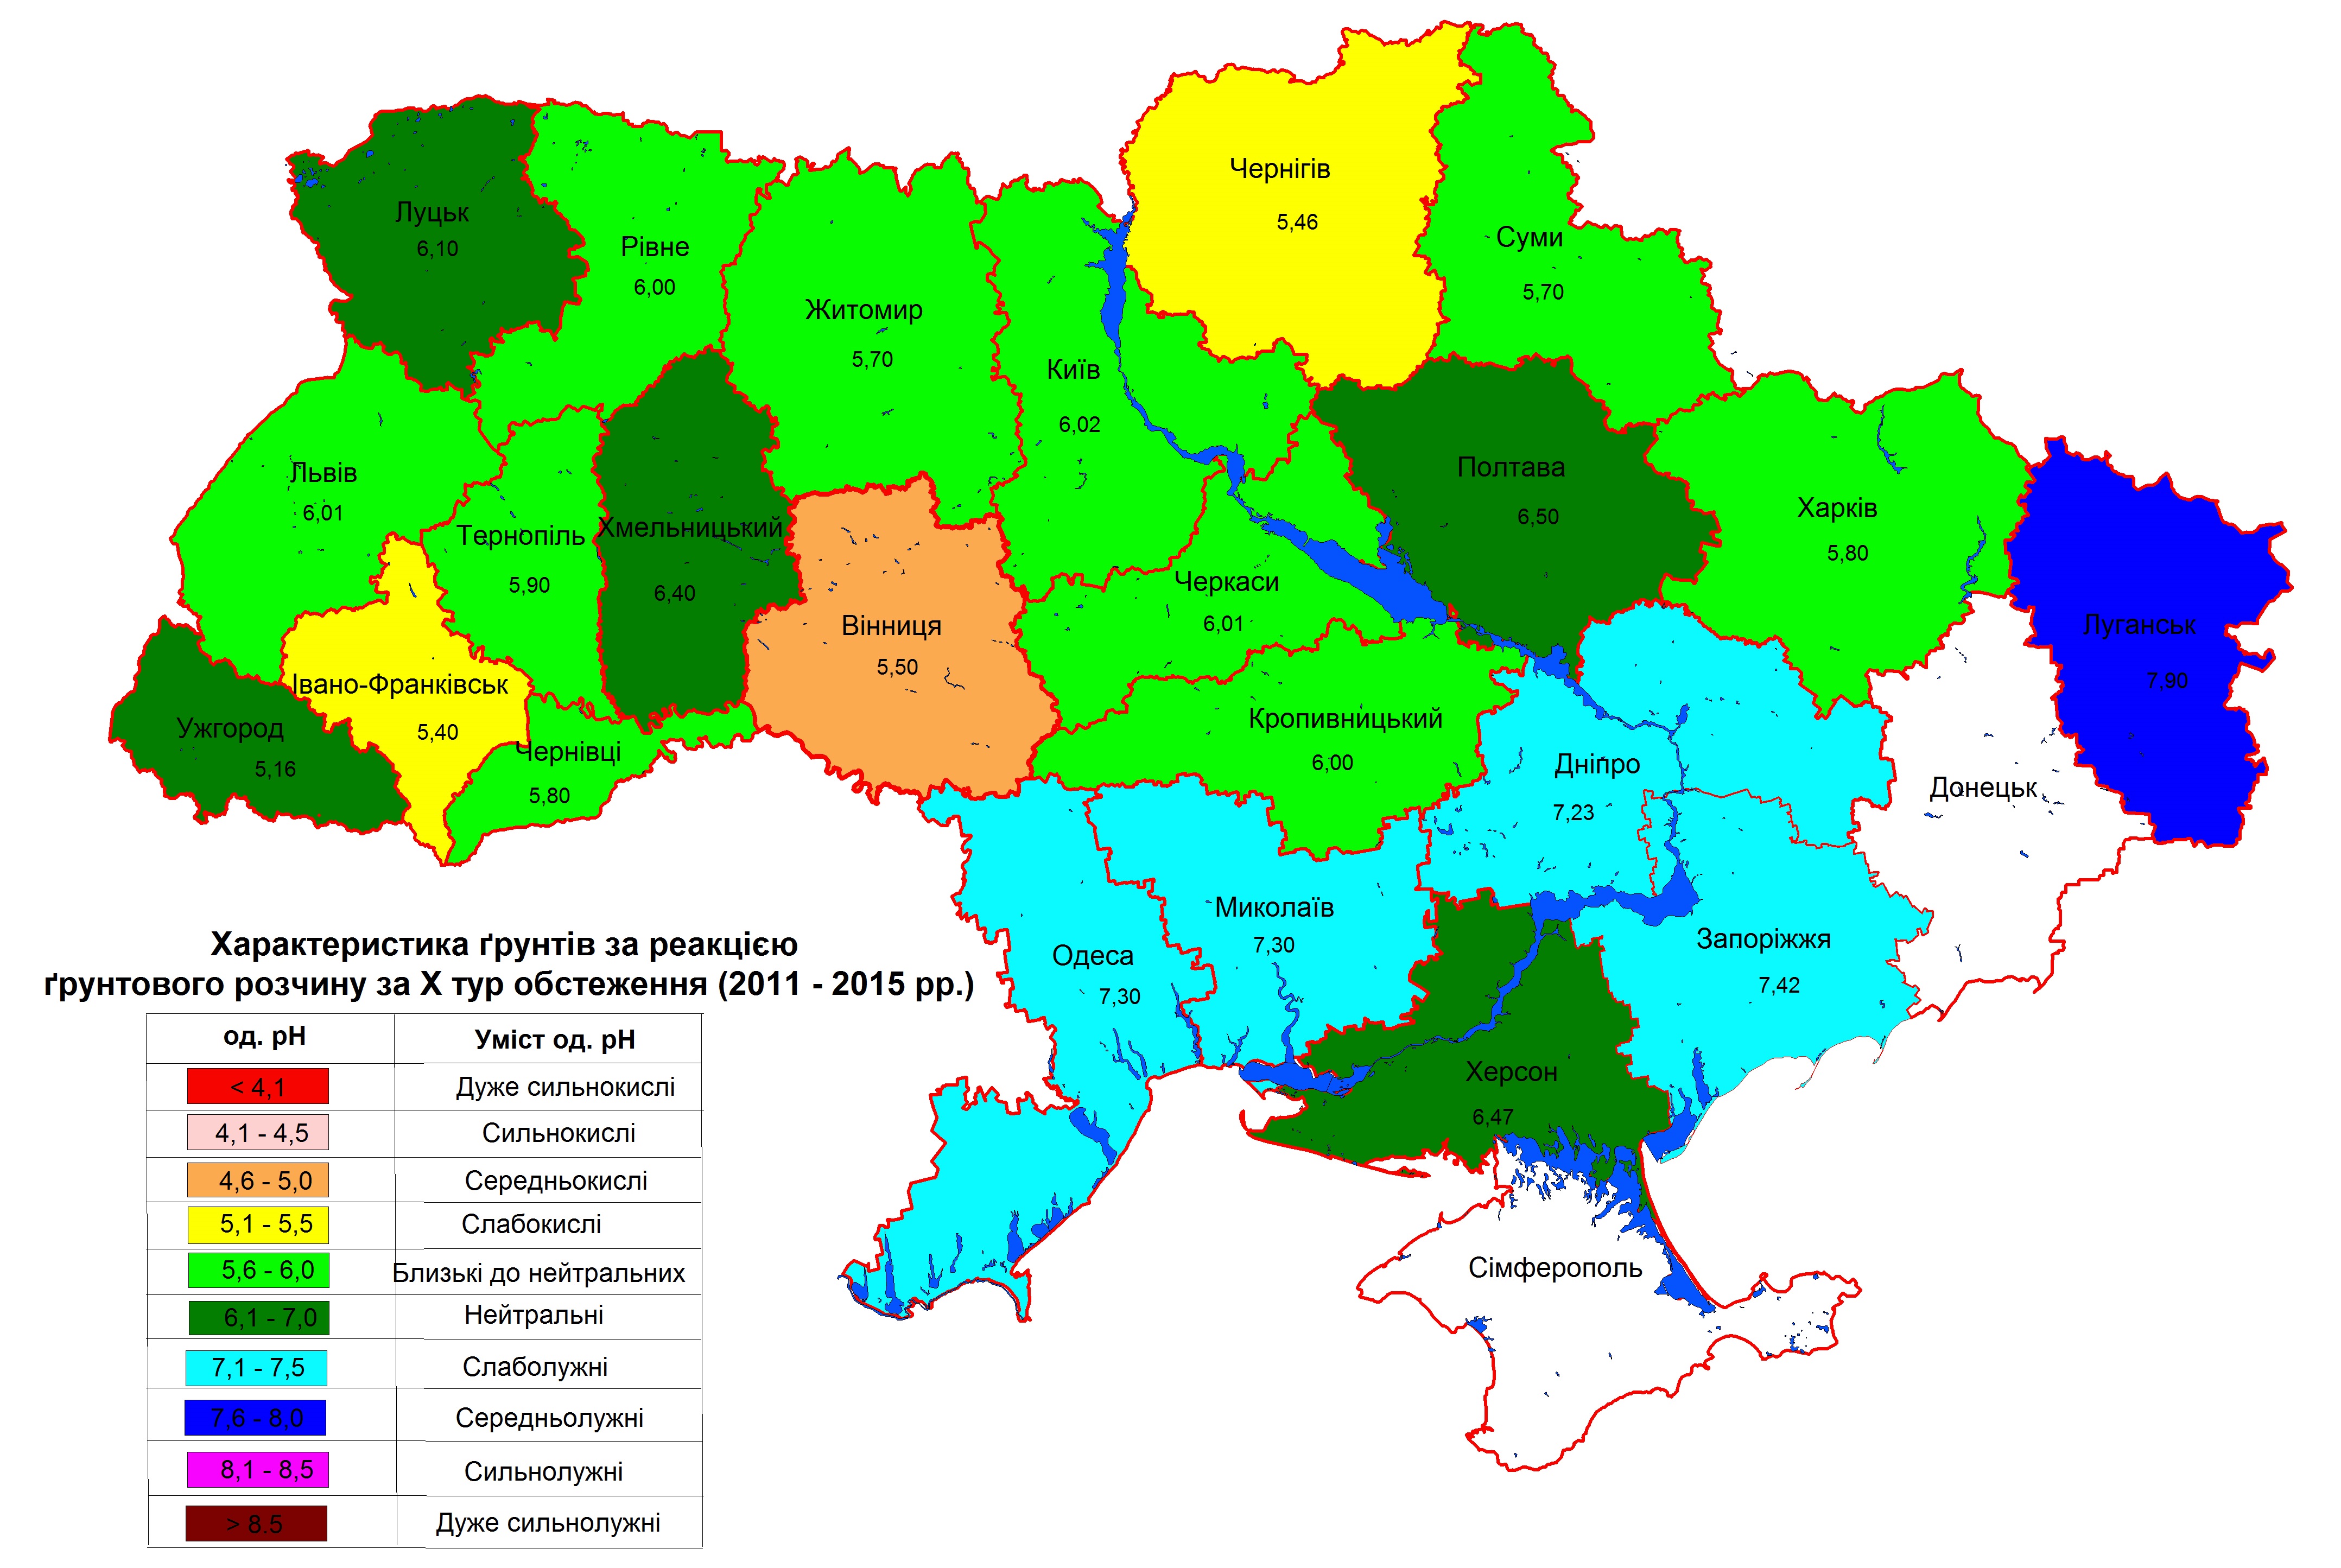 Чернігів
5,46
Суми
5,70
Луцьк
6,10
Рівне
6,00
Житомир
5,70
Київ
6,02
Львів
6,01
Тернопіль
5,90
Хмельницький
6,40
Полтава
6,50
Харків
5,80
Вінниця
5,50
Черкаси
6,01
Луганськ
7,90
Івано-Франківськ
5,40
Ужгород
5,16
Чернівці
5,80
Кропивницький
6,00
Дніпро
7,23
Донецьк
Миколаїв
7,30
Одеса
7,30
Запоріжжя
7,42
Херсон
6,47
Сімферополь
Характеристика ґрунтів за реакцією
ґрунтового розчину за X тур обстеження (2011 - 2015 рр.)
од. pH Уміст од. pH
< 4,1 Дуже сильнокислі
4,1 - 4,5 Сильнокислі
4,6 - 5,0 Середньокислі
5,1 - 5,5 Слабокислі
5,6 - 6,0 Близькі до нейтральних
6,1 - 7,0 Нейтральні
7,1 - 7,5 Слаболужні
7,6 - 8,0 Середньолужні
8,1 - 8,5 Сильнолужні
> 8.5 Дуже сильнолужні